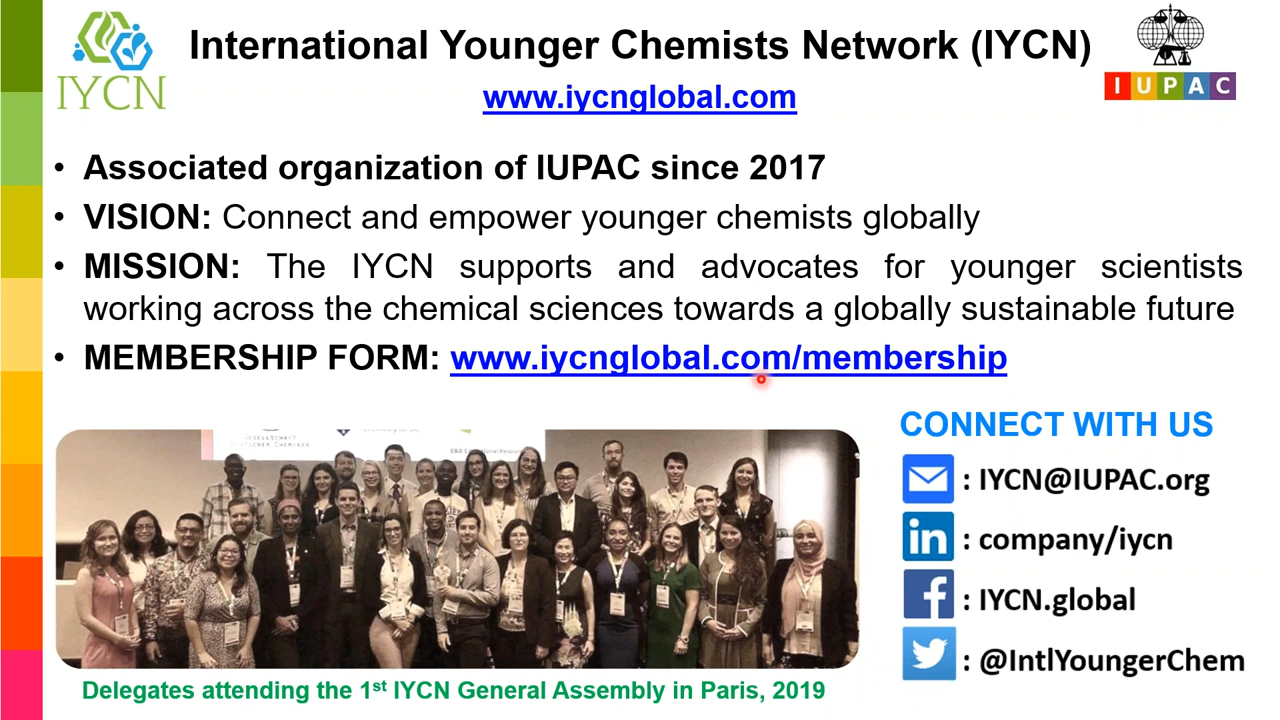 International Younger Chemists Network (IYCN)
www.iycnglobal.com
IYCN
IUPAC
• Associated organization of IUPAC since 2017
• VISION: Connect and empower younger chemists globally
• MISSION: The IYCN supports and advocates for younger scientists
working across the chemical sciences towards a globally sustainable future
• MEMBERSHIP FORM: www.iycnglobal.com/membership
CONNECT WITH US
: IYCN@IUPAC.org
in : company/iycn
f : IYCN.global
: @IntlYoungerChem
Delegates attending the 1st IYCN General Assembly in Paris, 2019